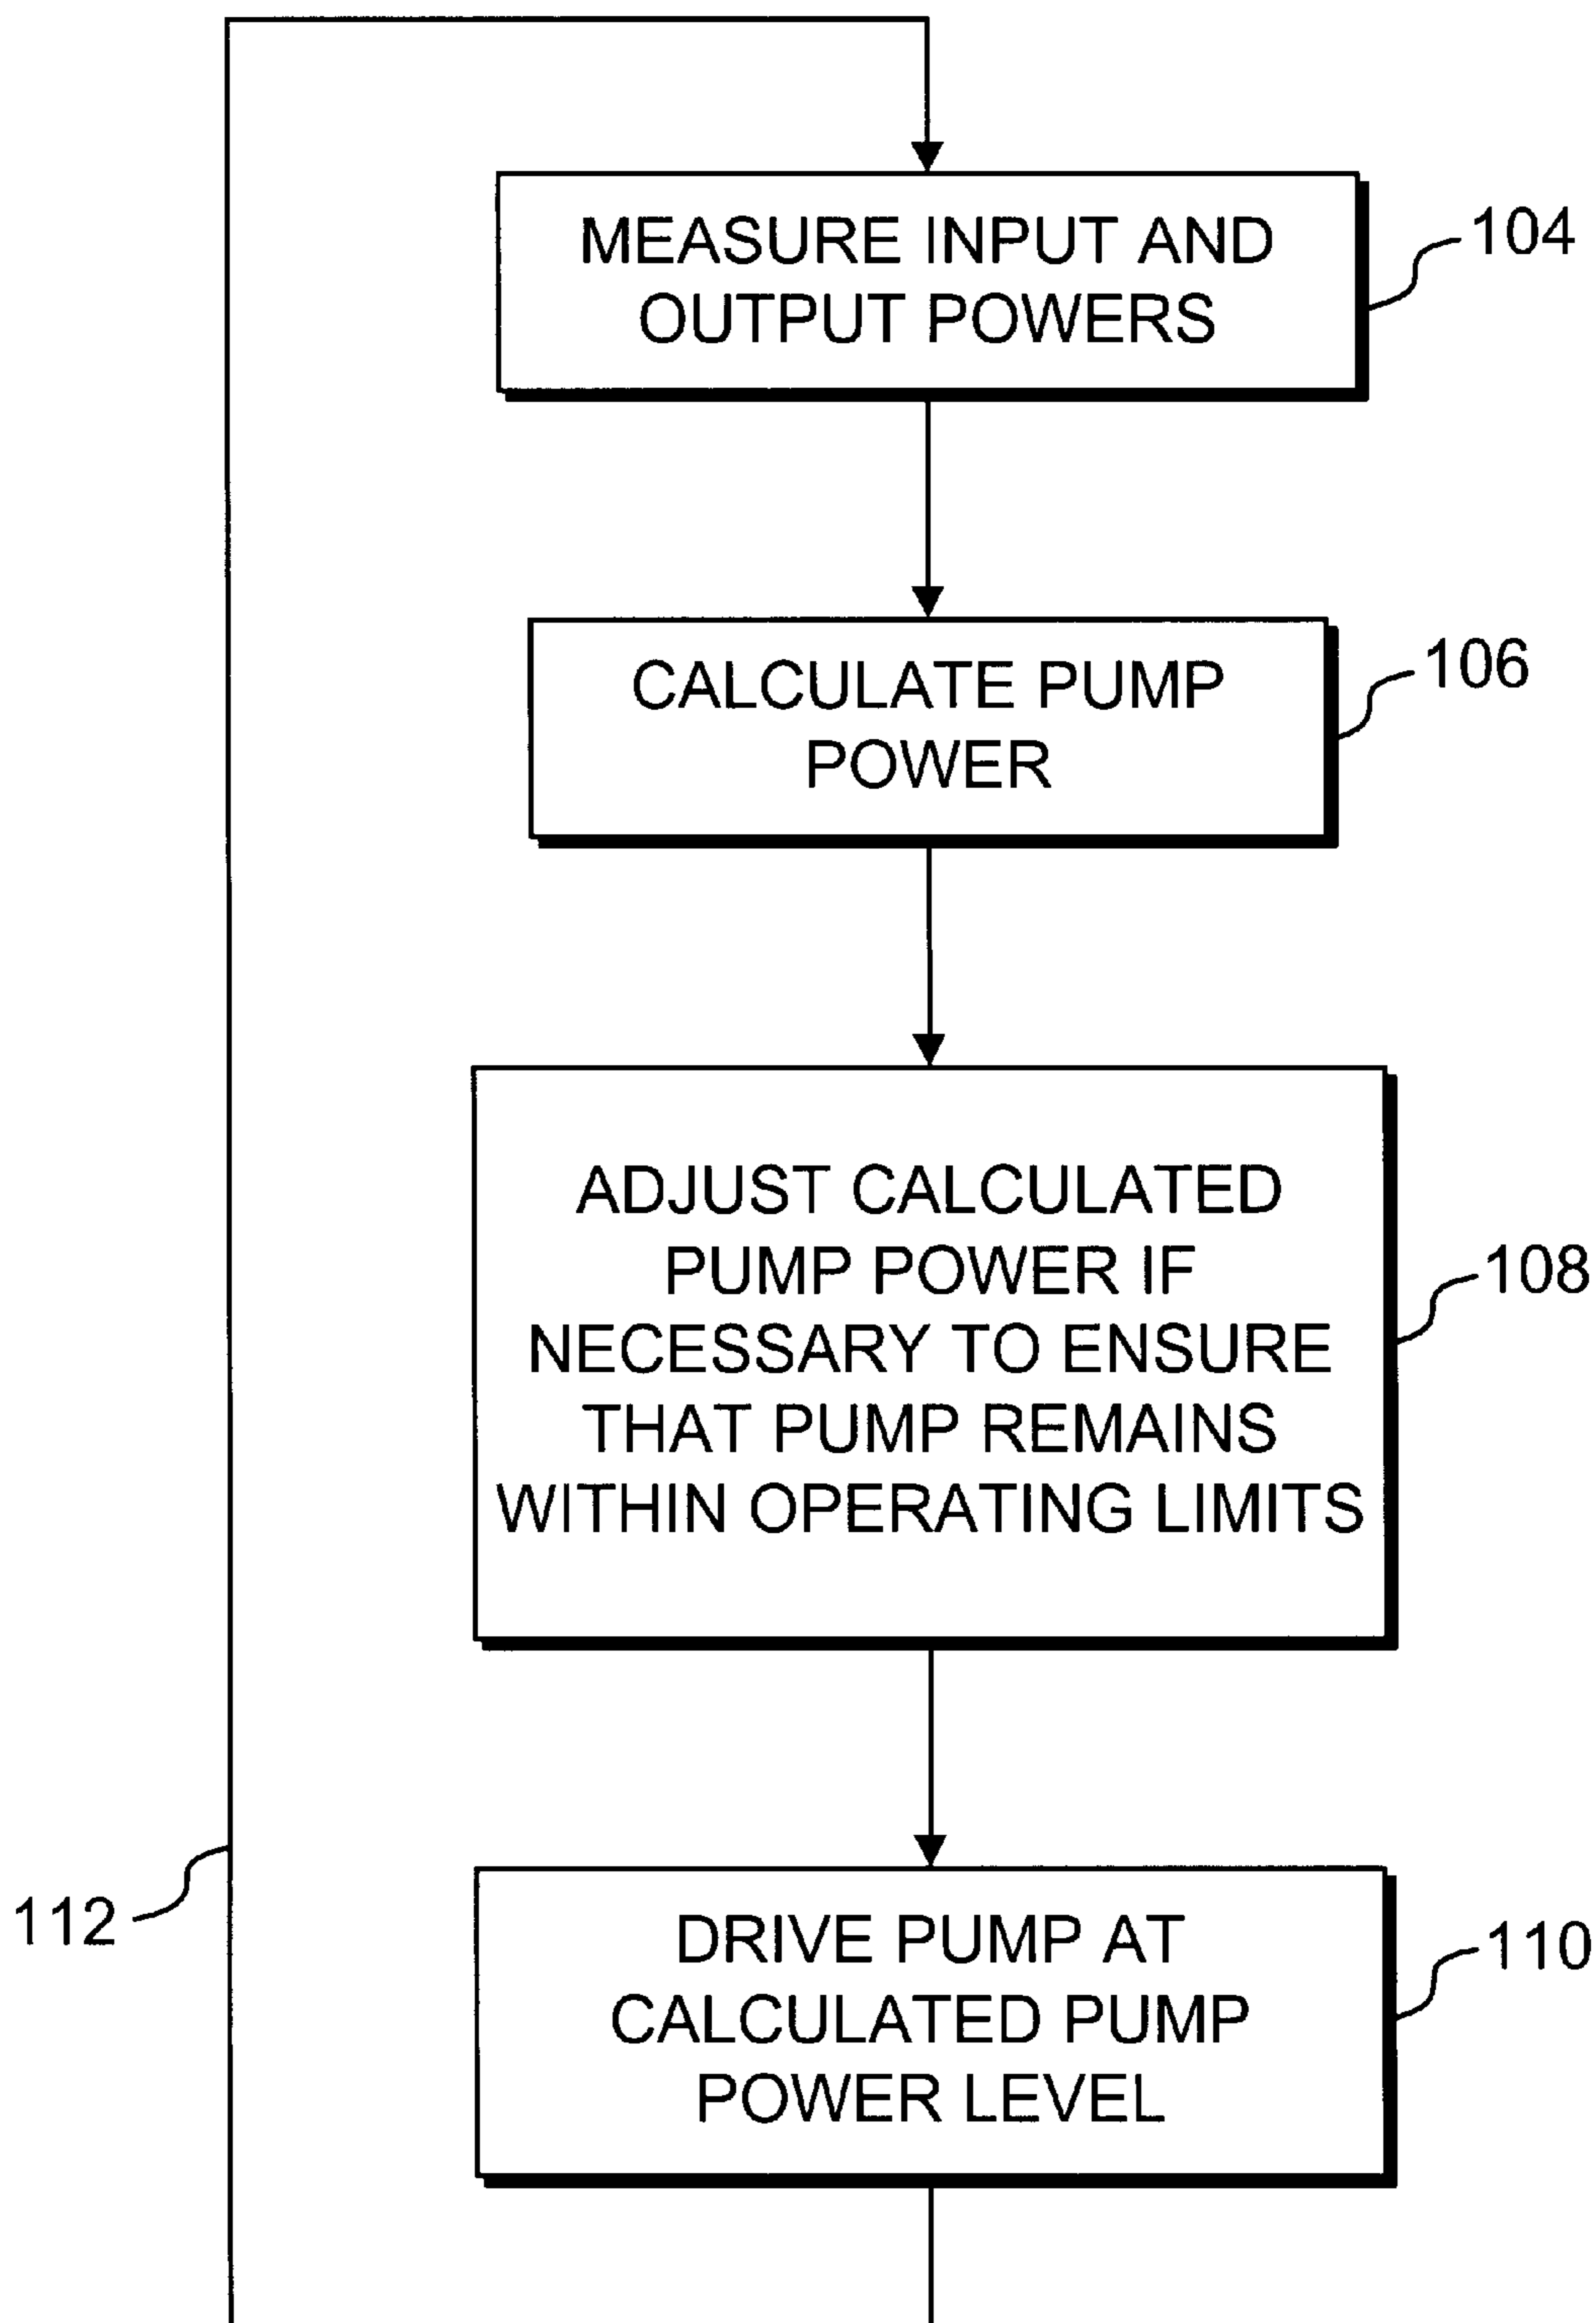 MEASURE INPUT AND
OUTPUT POWERS
104
CALCULATE PUMP
POWER
106
ADJUST CALCULATED
PUMP POWER IF
NECESSARY TO ENSURE
THAT PUMP REMAINS
WITHIN OPERATING LIMITS
108
112
DRIVE PUMP AT
CALCULATED PUMP
POWER LEVEL
110